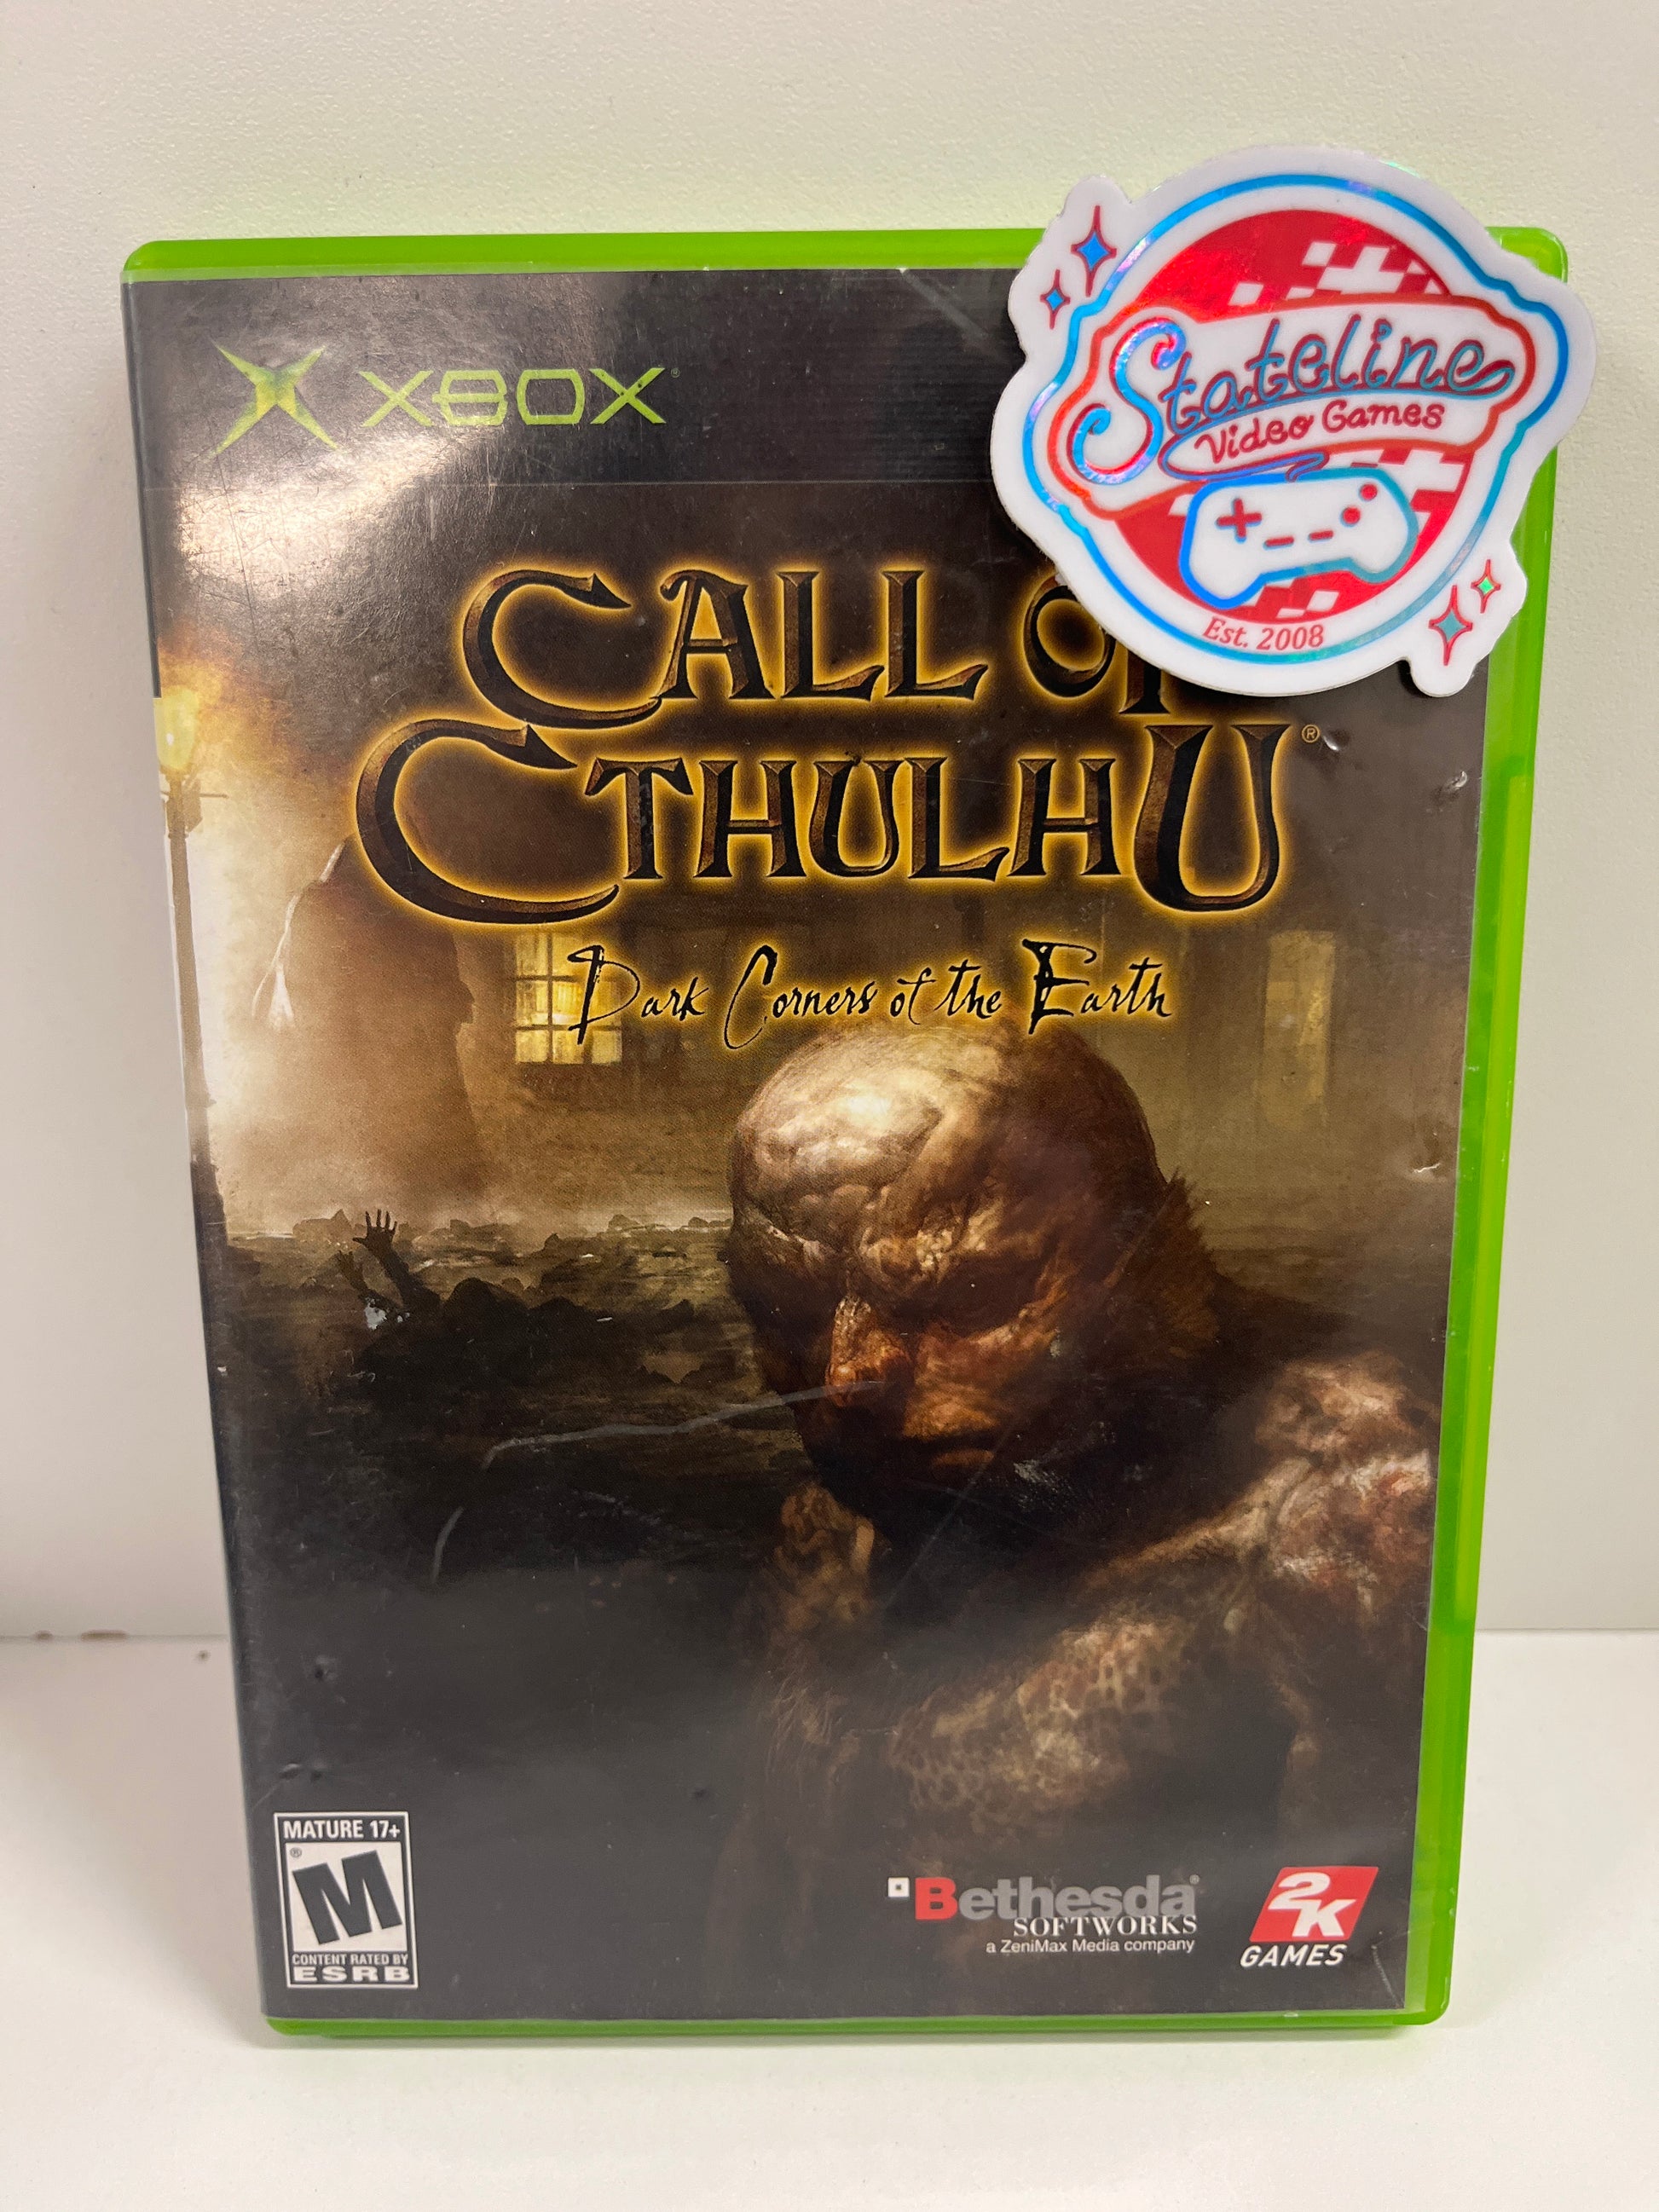 XBOX
Stateline
Video Games
Est. 2008
CALL OF
CTHULHU®
Dark Corners of the Earth
MATURE 17+
M
CONTENT RATED BY
ESRB
Bethesda
SOFTWORKS
a ZeniMax Media company
2K
GAMES